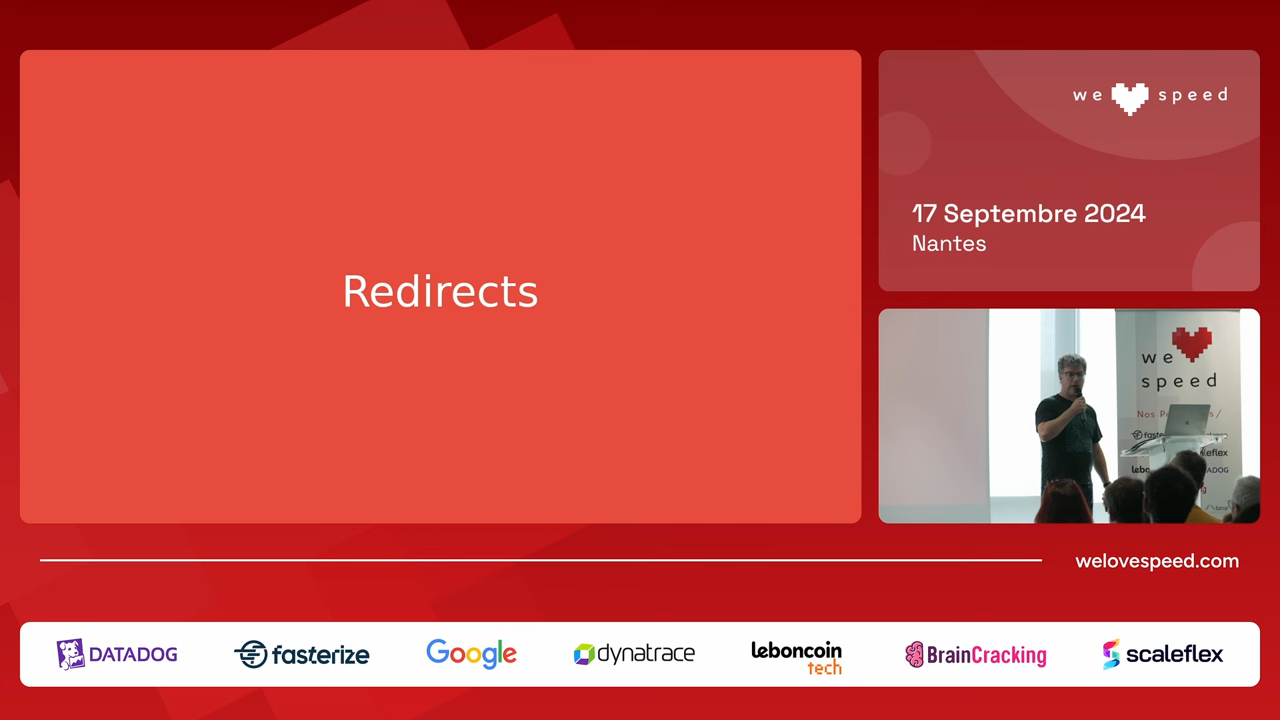 Redirects
we speed
17 Septembre 2024
Nantes
we
speed
Nos
welovespeed.com
DATADOG
fasterize
Google
dynatrace
leboncoin
tech
BrainCracking
scaleflex